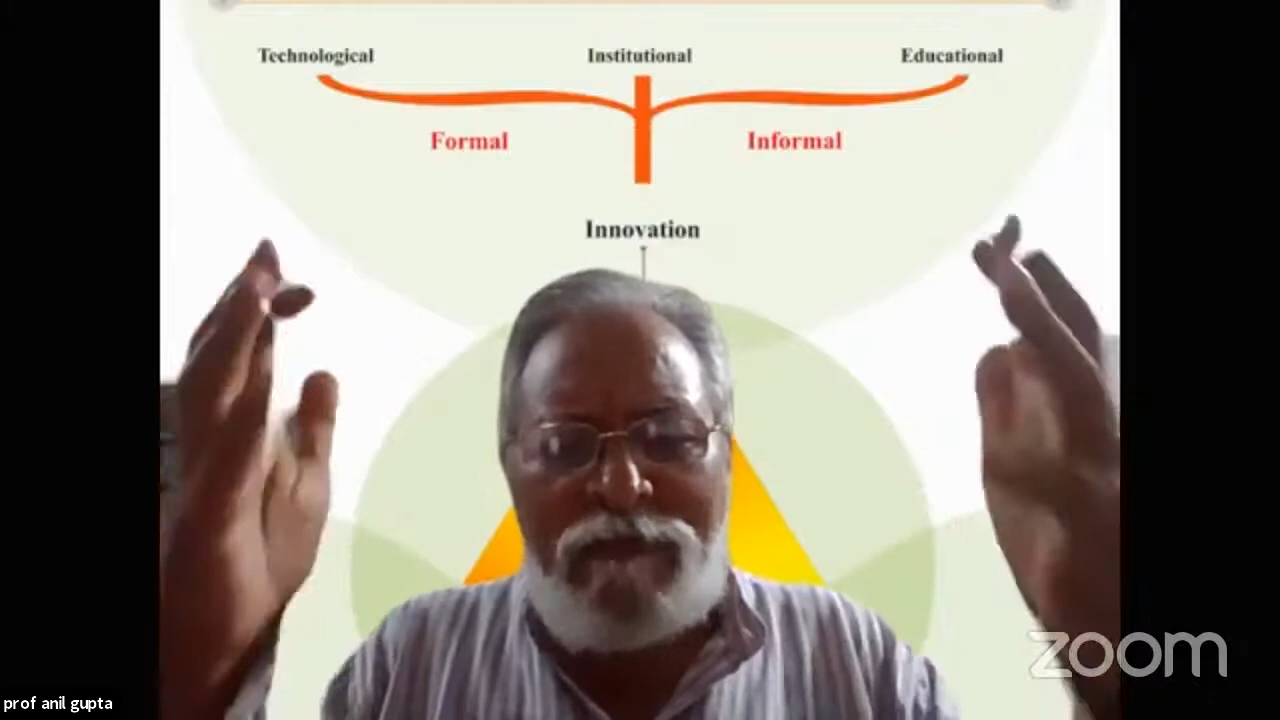 Technological Institutional Educational
Formal Informal
Innovation
zoom
prof anil gupta